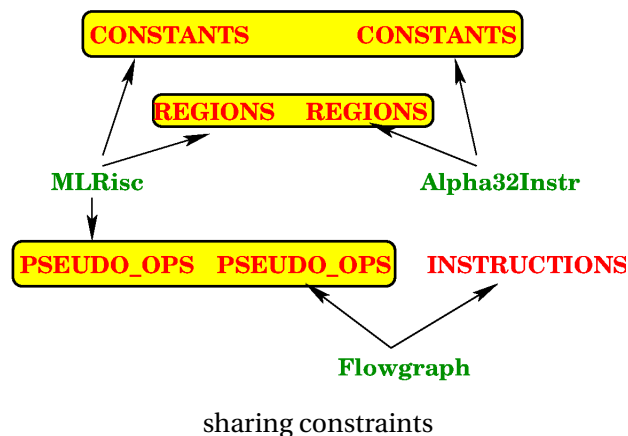 CONSTANTS CONSTANTS
REGIONS REGIONS
MLRisc Alpha32Instr
PSEUDO_OPS PSEUDO_OPS INSTRUCTIONS
Flowgraph
sharing constraints